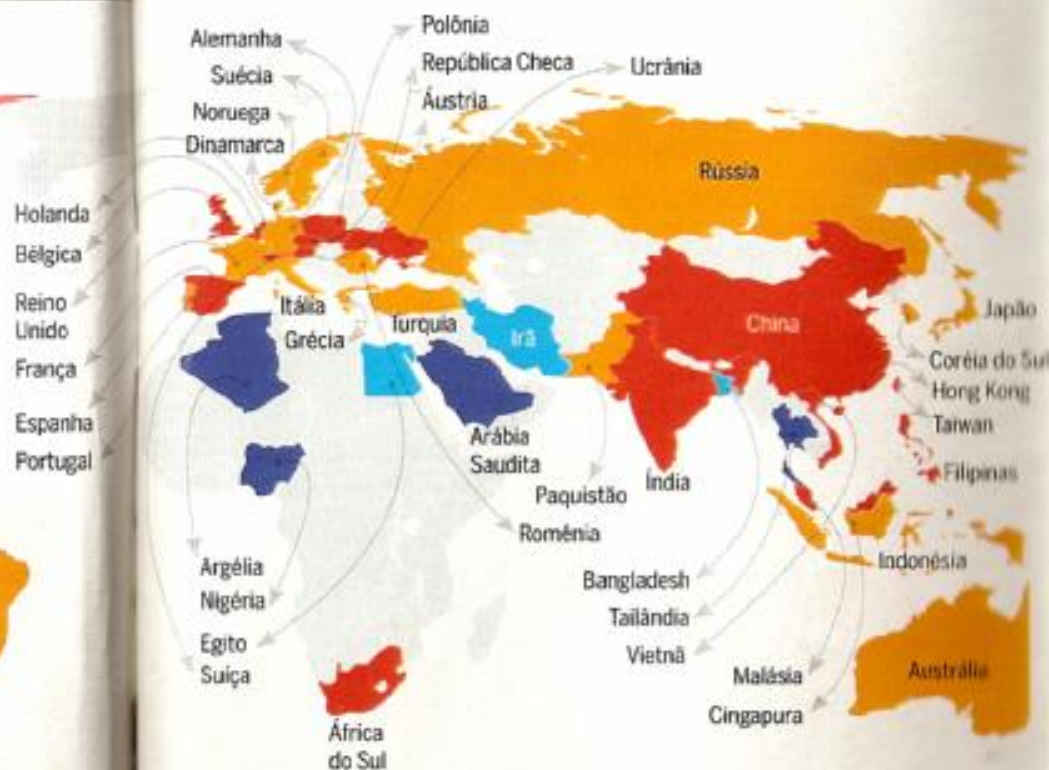 Alemanha
Suécia
Noruega
Dinamarca
Polônia
República Checa
Áustria
Ucrânia
Holanda
Bélgica
Reino
Unido
França
Espanha
Portugal
Rússia
Itália
Grécia
Turquia
Irã
China
Japão
Coréia do Sul
Hong Kong
Taiwan
Filipinas
Arábia
Saudita
Paquistão
Índia
Romênia
Indonésia
Argélia
Nigéria
Egito
Suíça
Bangladesh
Tailândia
Vietnã
Malásia
Cingapura
Austrália
África
do Sul